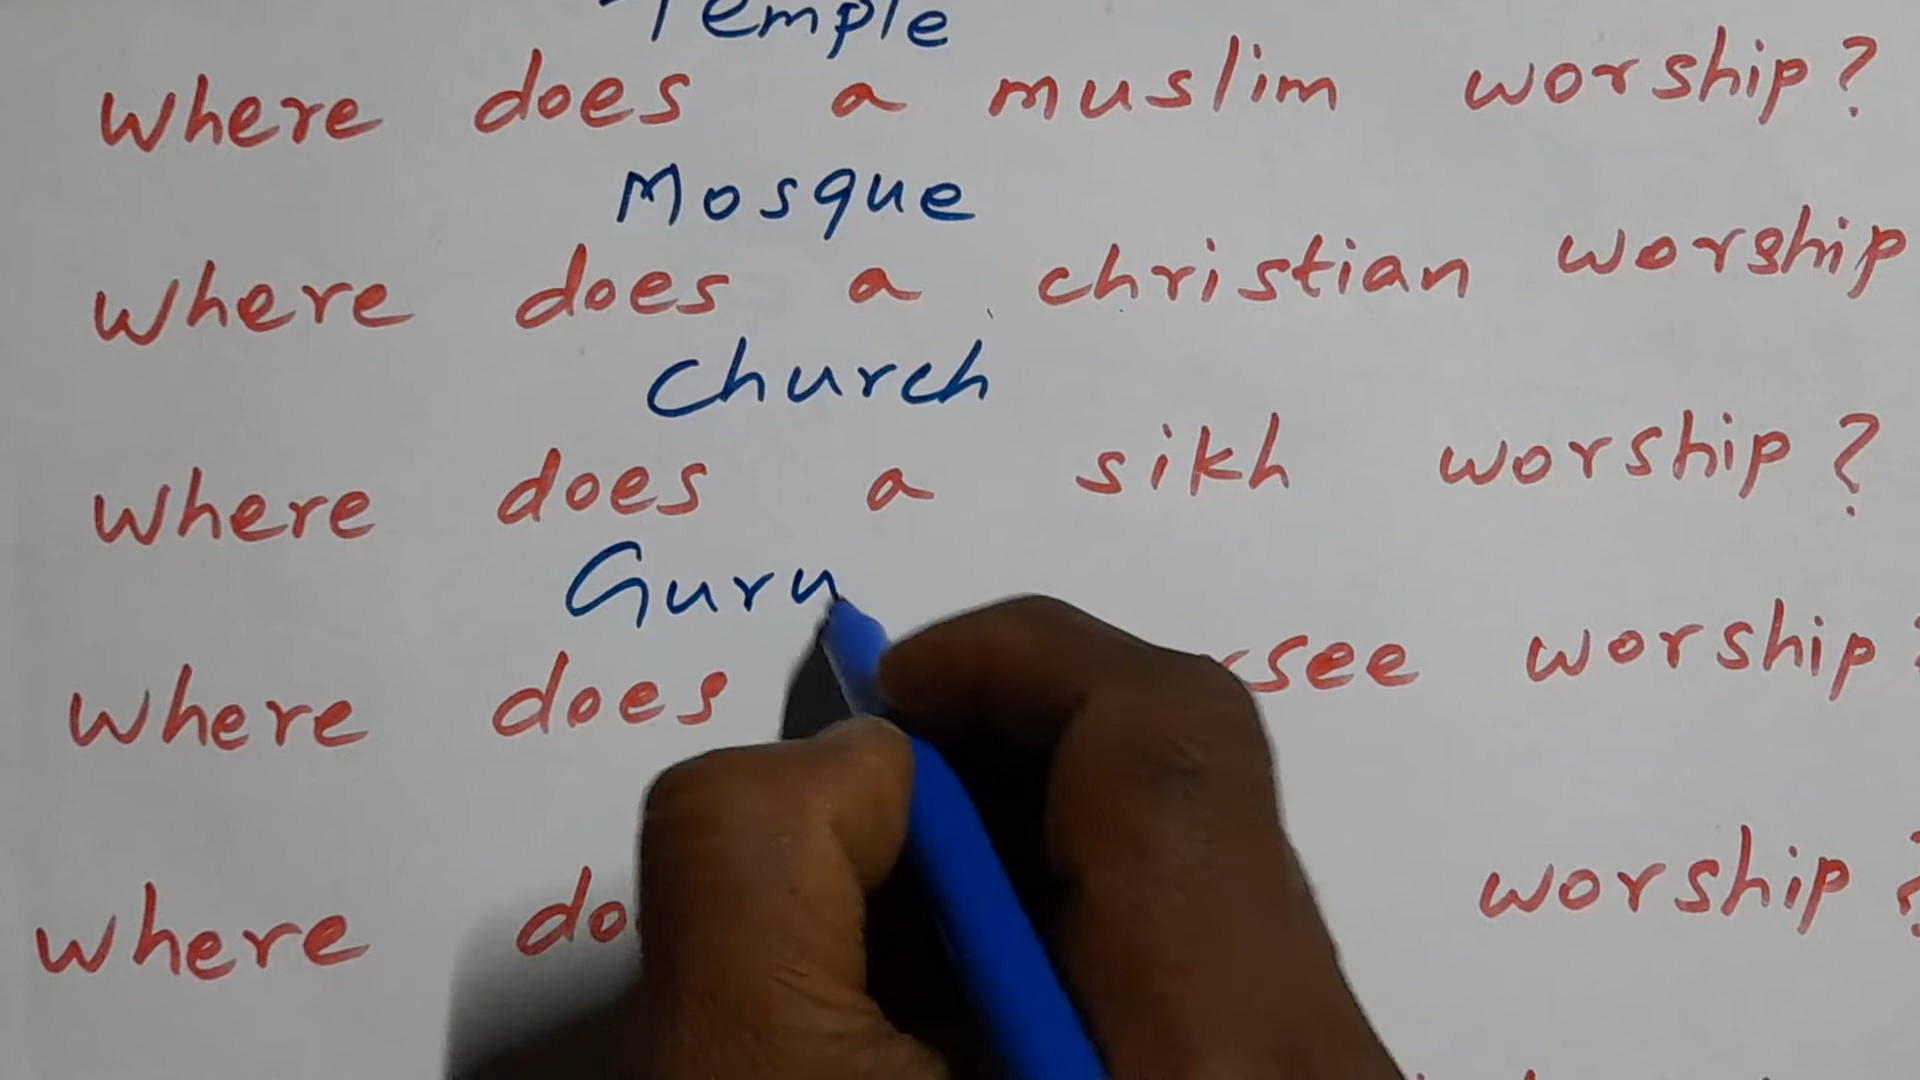 Temple
where does a muslim worship?
Mosque
where does a christian worship
church
where does a sikh worship?
Guru
where does see worship?
where do worship?